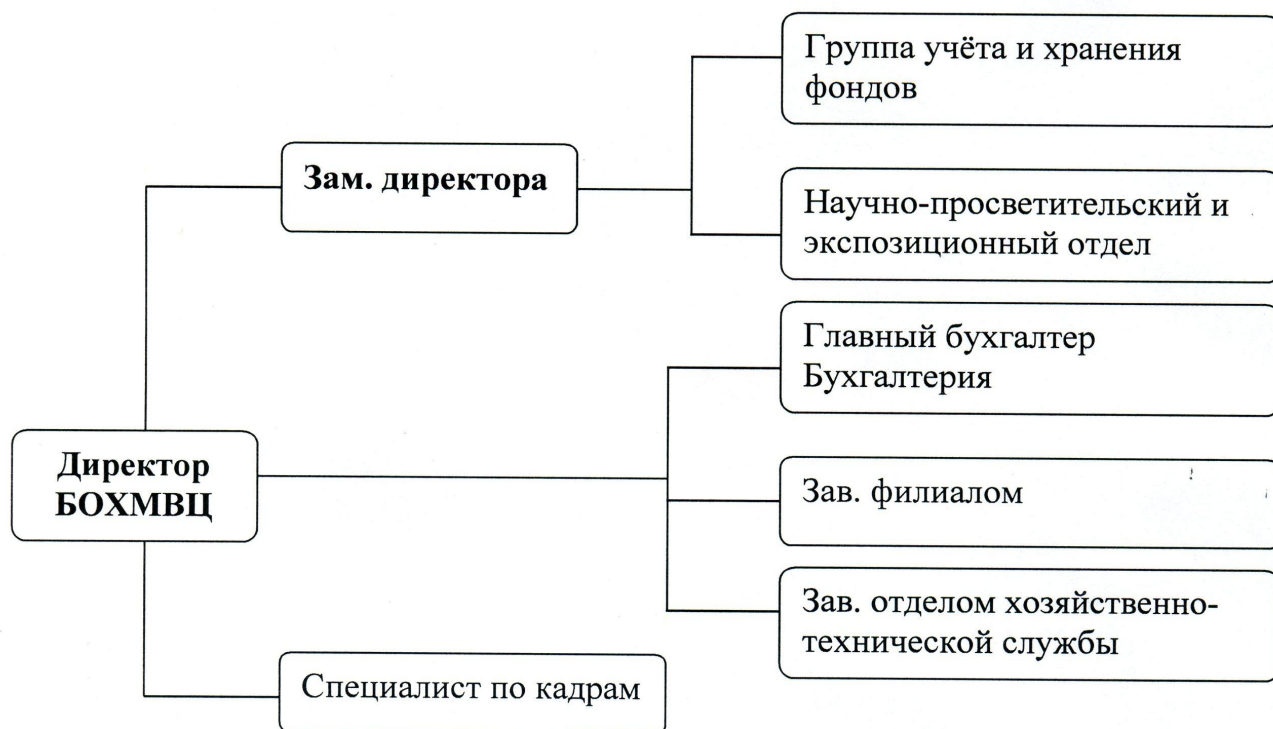 Группа учёта и хранения
фондов
Зам. директора
Научно-просветительский и
экспозиционный отдел
Главный бухгалтер
Бухгалтерия
Директор
БОХМВЦ
Зав. филиалом
Зав. отделом хозяйственно-
технической службы
Специалист по кадрам